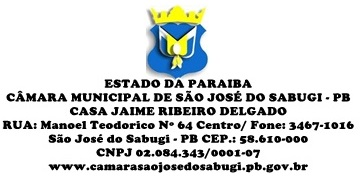 ESTADO DA PARAIBA
CÂMARA MUNICIPAL DE SÃO JOSÉ DO SABUGI - PB
CASA JAIME RIBEIRO DELGADO
RUA: Manoel Teodorico Nº 64 Centro/ Fone: 3467-1016
São José do Sabugi - PB CEP.: 58.610-000
CNPJ 02.084.343/0001-07
www.camarasaojosedosabugi.pb.gov.br